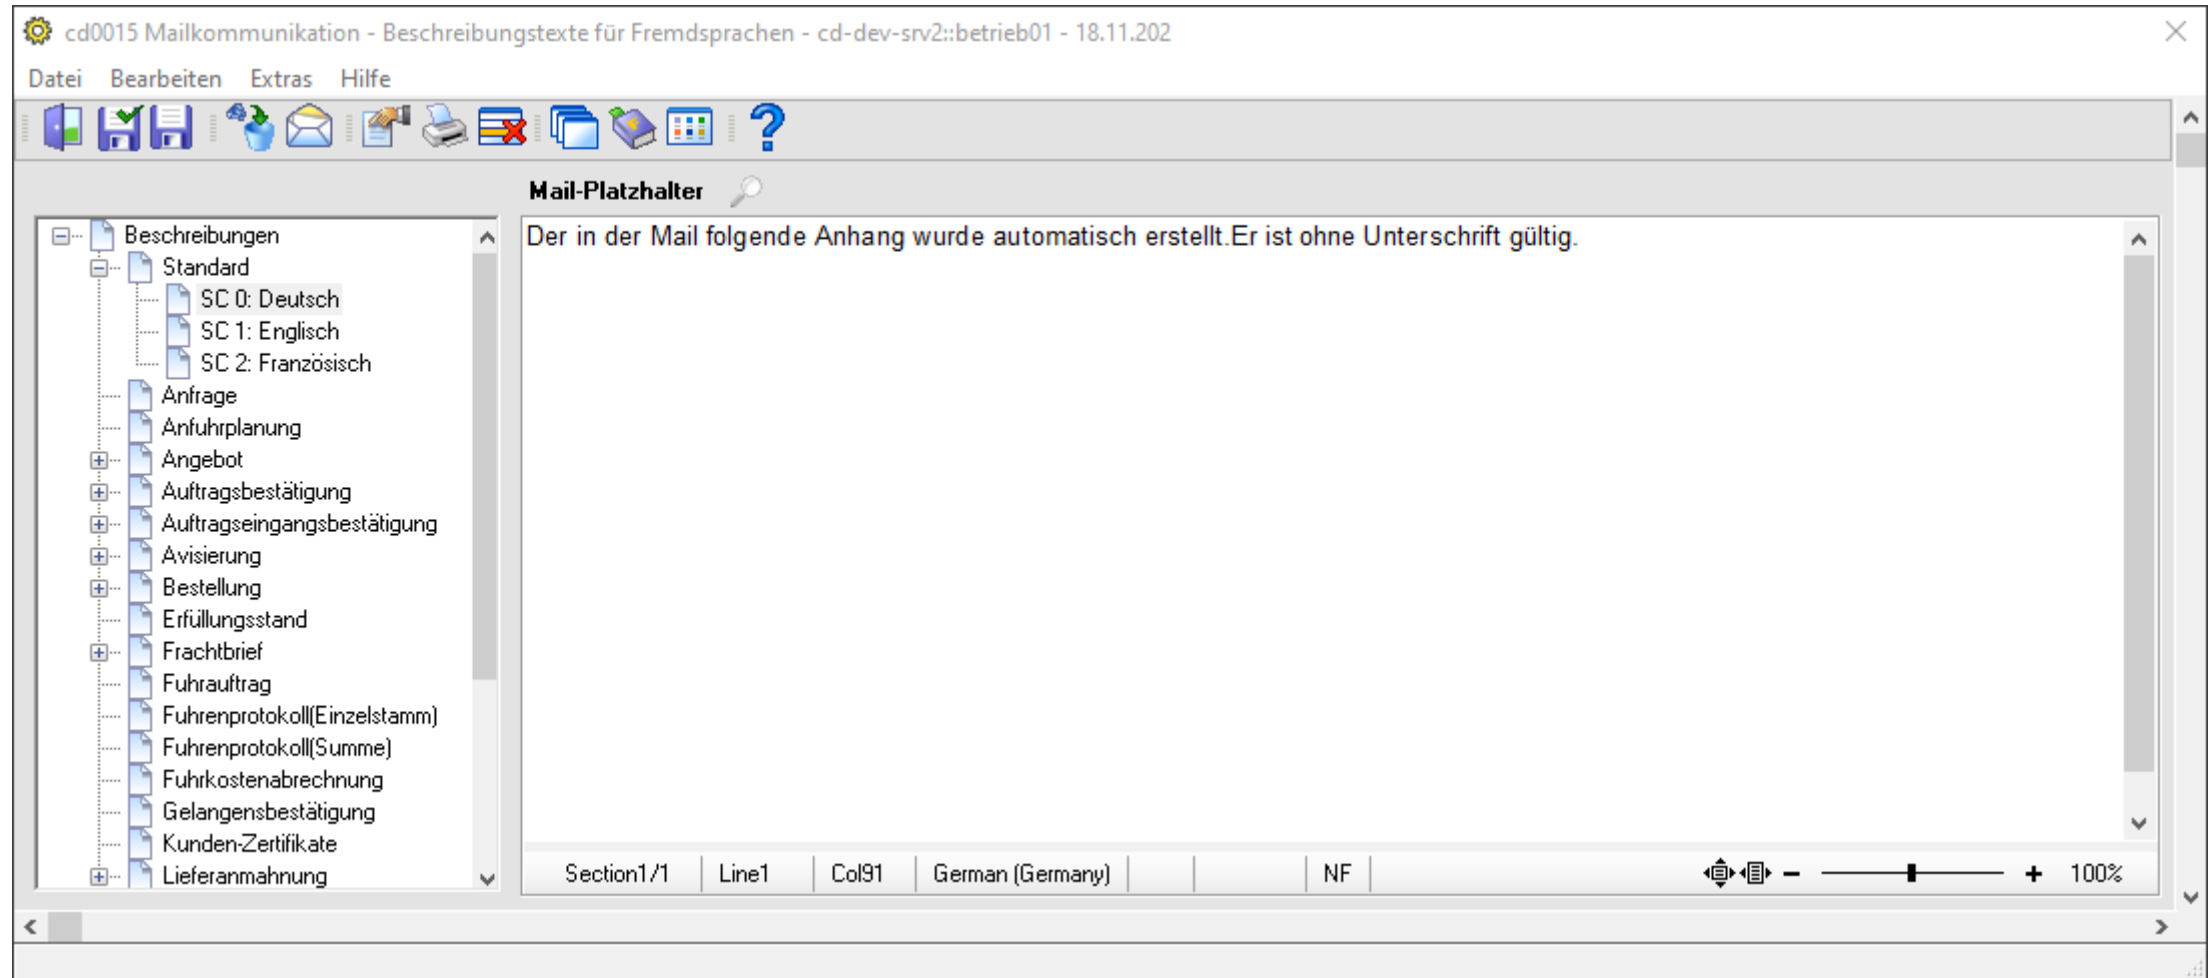 cd0015 Mailkommunikation - Beschreibungstexte für Fremdsprachen - cd-dev-srv2::betrieb01 - 18.11.202
Datei Bearbeiten Extras Hilfe
Mail-Platzhalter
Beschreibungen
Standard
SC 0: Deutsch
SC 1: Englisch
SC 2: Französisch
Anfrage
Anfuhrplanung
Angebot
Auftragsbestätigung
Auftragseingangsbestätigung
Avisierung
Bestellung
Erfüllungsstand
Frachtbrief
Fuhrauftrag
Fuhrenprotokoll(Einzelstamm)
Fuhrenprotokoll(Summe)
Fuhrkostenabrechnung
Gelangensbestätigung
Kunden-Zertifikate
Lieferanmahnung
Der in der Mail folgende Anhang wurde automatisch erstellt.Er ist ohne Unterschrift gültig.
Section1/1 Line1 Col91 German (Germany) NF 100%